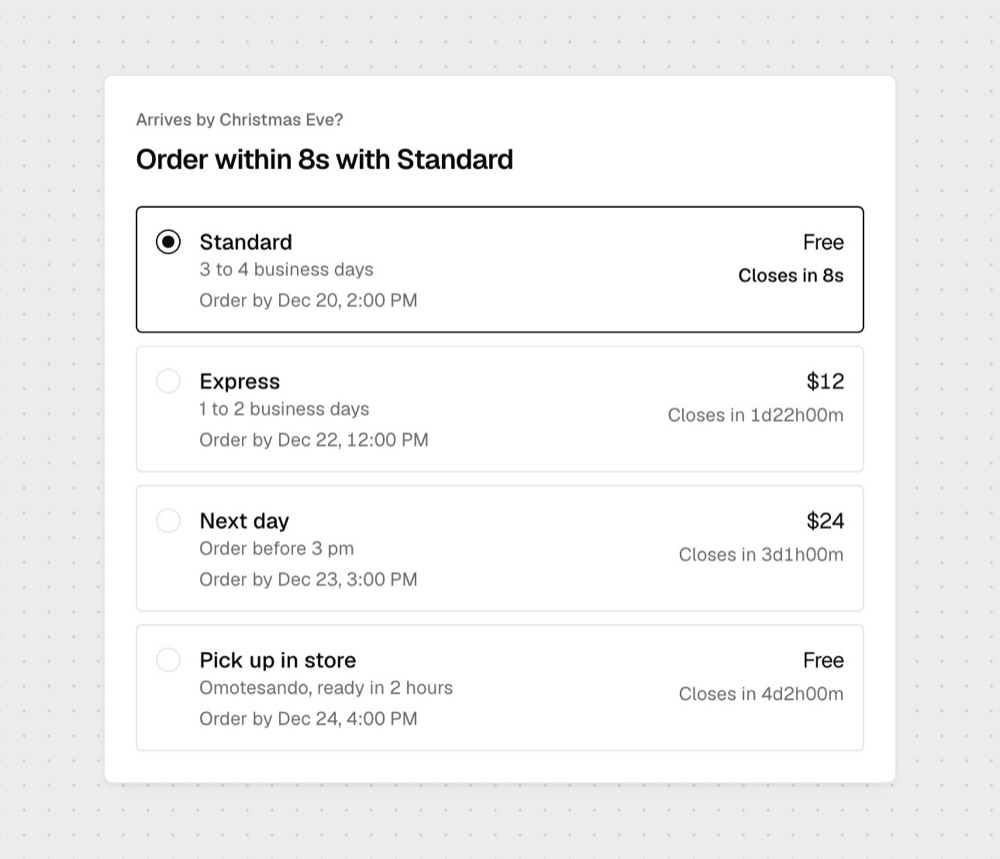 Arrives by Christmas Eve?
Order within 8s with Standard
Standard
Free
3 to 4 business days
Closes in 8s
Order by Dec 20, 2:00 PM
Express
$12
1 to 2 business days
Closes in 1d22h00m
Order by Dec 22, 12:00 PM
Next day
$24
Order before 3 pm
Closes in 3d1h00m
Order by Dec 23, 3:00 PM
Pick up in store
Free
Omotesando, ready in 2 hours
Closes in 4d2h00m
Order by Dec 24, 4:00 PM